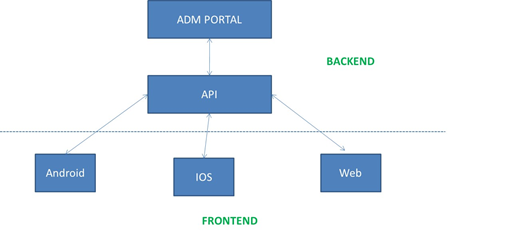 ADM PORTAL
BACKEND
API
Android
IOS
Web
FRONTEND